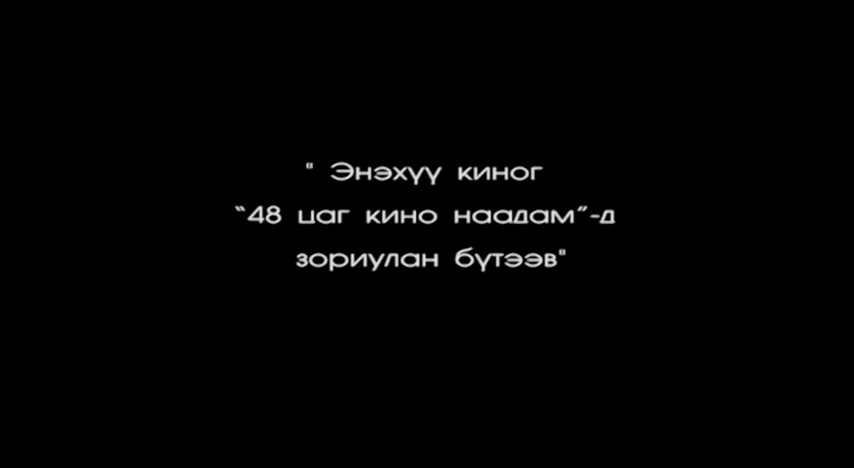 " Энэхүү киног
“48 цаг кино наадам”-д
зориулан бүтээв"